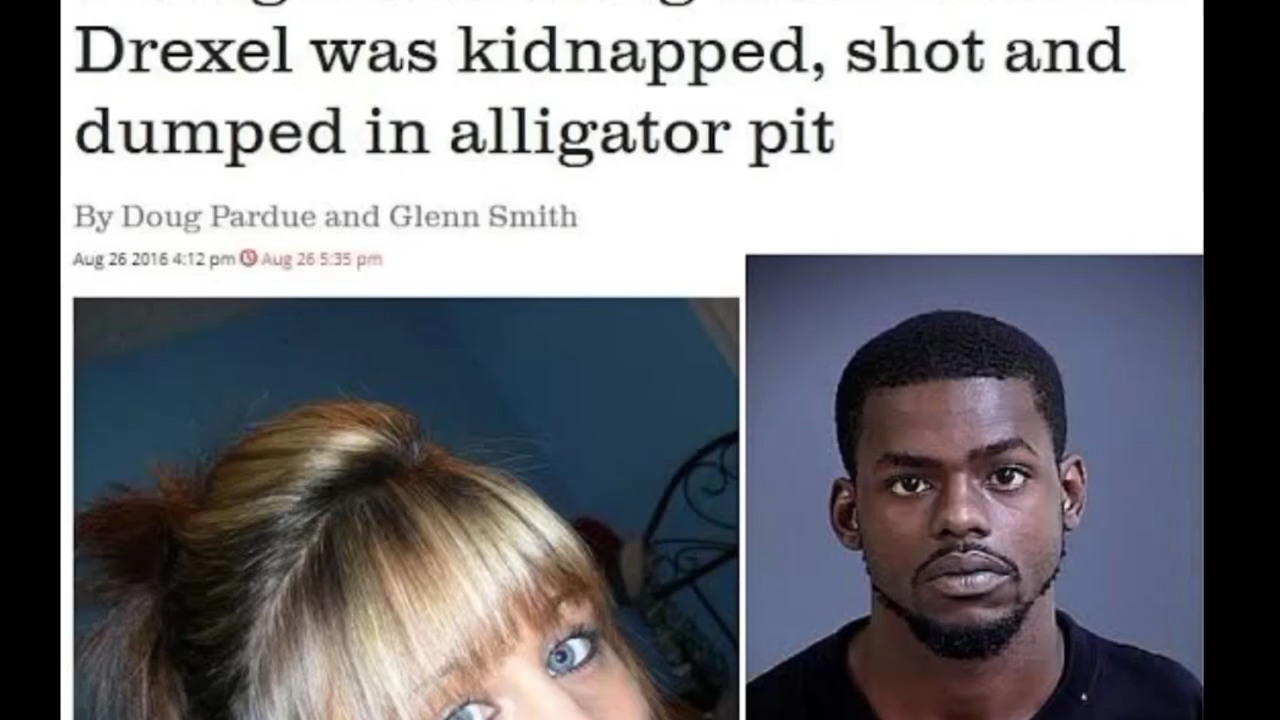 Drexel was kidnapped, shot and
dumped in alligator pit
By Doug Pardue and Glenn Smith
Aug 26 2016 4:12 pm Aug 26 5:35 pm